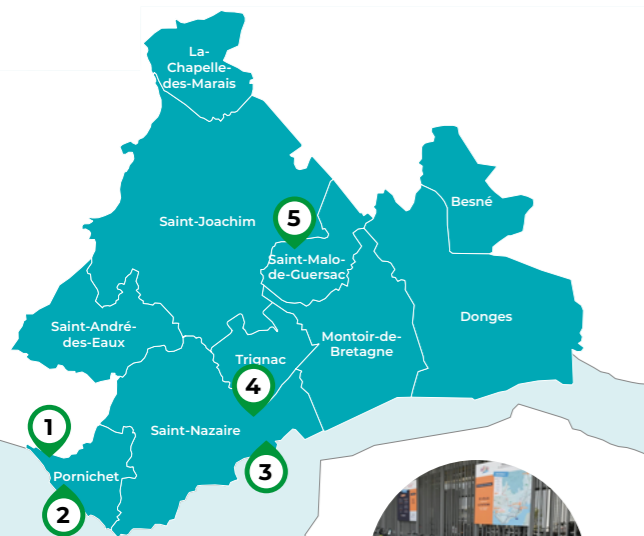 La-
Chapelle-
des-Marais
Saint-Joachim
5
Besné
Saint-Malo-
de-Guersac
Saint-André-
des-Eaux
Trignac
Montoir-de-
Bretagne
Donges
4
1
Saint-Nazaire
3
Pornichet
2